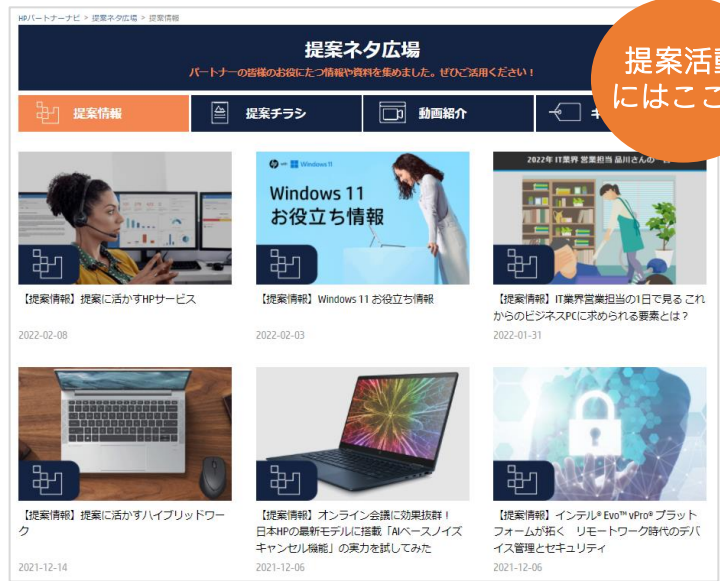 HPパートナーナビ > 提案ネタ広場 > 提案情報
提案ネタ広場
パートナーの皆様のお役にたつ情報や資料を集めました。ぜひご活用ください！
提案活動
にはここ
提案情報
提案チラシ
動画紹介
Windows 11
Windows 11
お役立ち情報
2022年 IT業界 営業担当 品川さんの
【提案情報】提案に活かすHPサービス
2022-02-08
【提案情報】Windows 11 お役立ち情報
2022-02-03
【提案情報】IT業界営業担当の1日で見る これ
からのビジネスPCに求められる要素とは？
2022-01-31
【提案情報】提案に活かすハイブリッドワー
ク
2021-12-14
【提案情報】オンライン会議に効果抜群！
日本HPの最新モデルに搭載「AIベースノイズ
キャンセル機能」の実力を試してみた
2021-12-06
【提案情報】インテル® Evo™ vPro® プラット
フォームが拓く　リモートワーク時代のデバ
イス管理とセキュリティ
2021-12-06